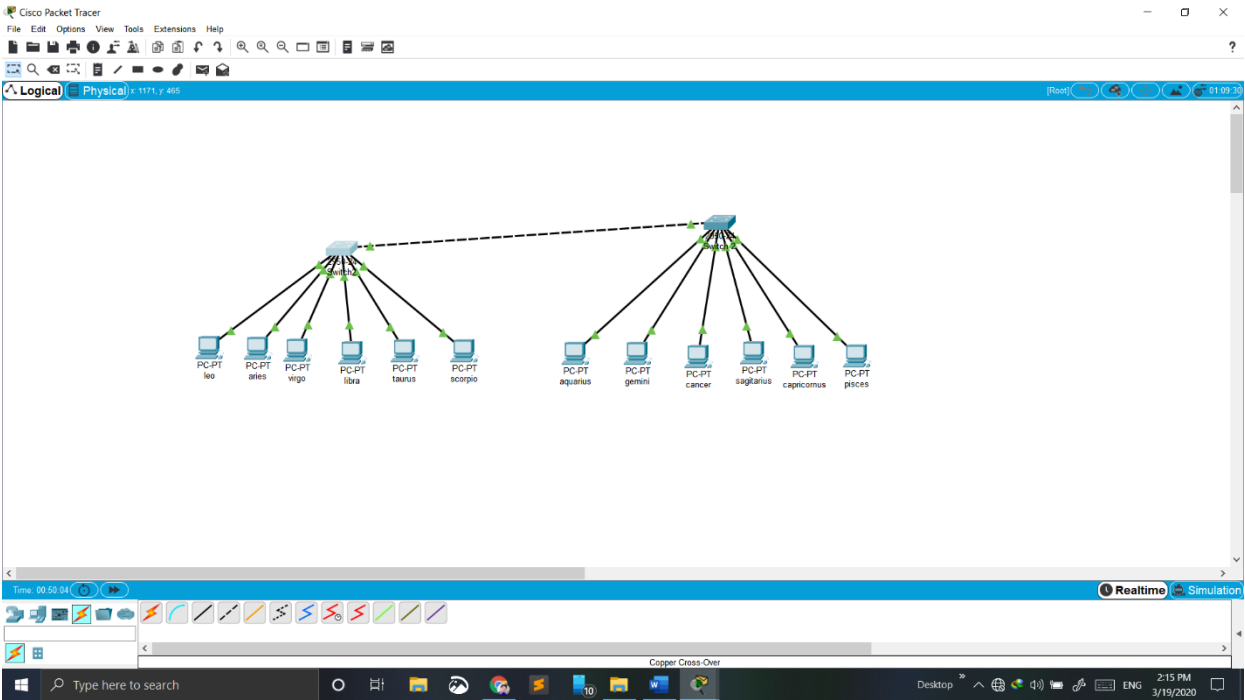 Cisco Packet Tracer
File Edit Options View Tools Extensions Help
?
Logical Physical x: 1171, y: 465
[Root] 01:09:30
Switch2
Switch 2
PC-PT
leo
PC-PT
aries
PC-PT
virgo
PC-PT
libra
PC-PT
taurus
PC-PT
scorpio
PC-PT
aquarius
PC-PT
gemini
PC-PT
cancer
PC-PT
sagitarius
PC-PT
capricornus
PC-PT
pisces
Time: 00:50:04
Realtime Simulation
Copper Cross-Over
Type here to search
10
Desktop
ENG
2:15 PM
3/19/2020